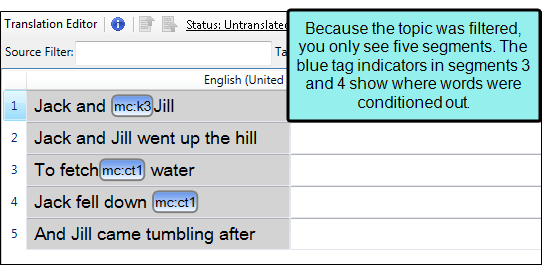 Translation Editor Status: Untranslated
Source Filter: Ta
English (United
1 Jack and mc:k3 Jill
2 Jack and Jill went up the hill
3 To fetch mc:ct1 water
4 Jack fell down mc:ct1
5 And Jill came tumbling after
Because the topic was filtered,
you only see five segments. The
blue tag indicators in segments 3
and 4 show where words were
conditioned out.